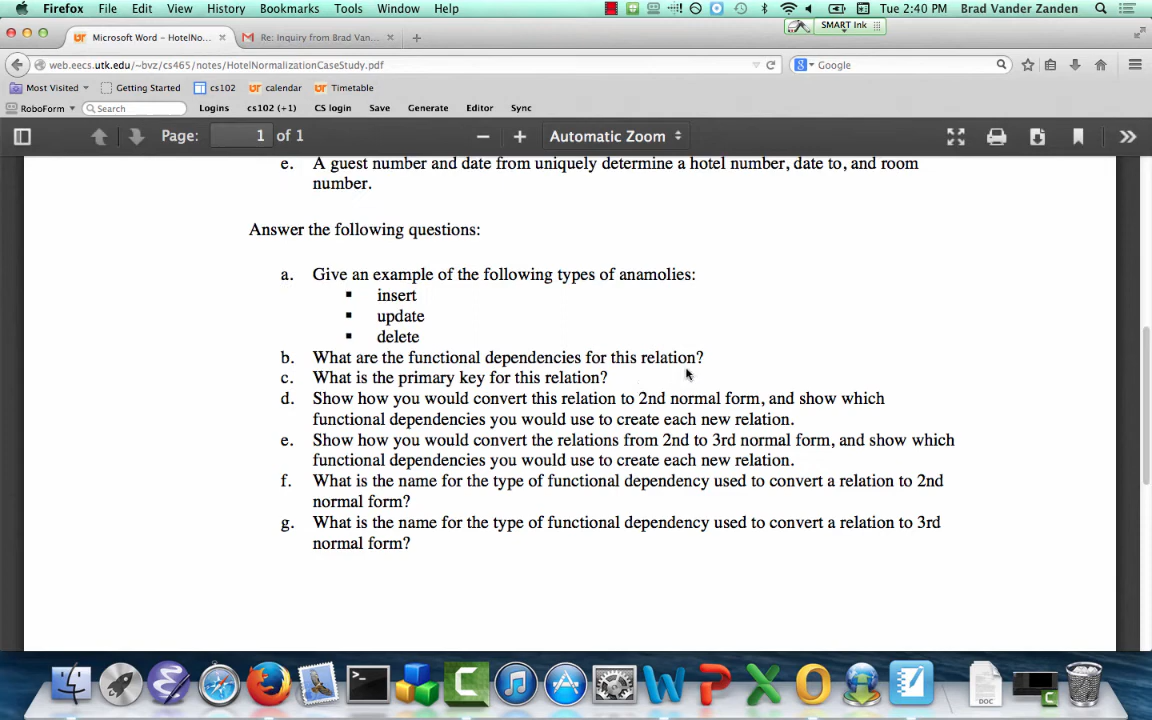 Firefox File Edit View History Bookmarks Tools Window Help Tue 2:40 PM Brad Vander Zanden
SMART Ink
Microsoft Word – HotelNo... Re: Inquiry from Brad Van...
web.eecs.utk.edu/~bvz/cs465/notes/HotelNormalizationCaseStudy.pdf Google
Most Visited Getting Started cs102 calendar Timetable
RoboForm Search Logins cs102 (+1) CS login Save Generate Editor Sync
Page: 1 of 1 Automatic Zoom
e. A guest number and date from uniquely determine a hotel number, date to, and room
number.
Answer the following questions:
a. Give an example of the following types of anamolies:
insert
update
delete
b. What are the functional dependencies for this relation?
c. What is the primary key for this relation?
d. Show how you would convert this relation to 2nd normal form, and show which
functional dependencies you would use to create each new relation.
e. Show how you would convert the relations from 2nd to 3rd normal form, and show which
functional dependencies you would use to create each new relation.
f. What is the name for the type of functional dependency used to convert a relation to 2nd
normal form?
g. What is the name for the type of functional dependency used to convert a relation to 3rd
normal form?
DOC